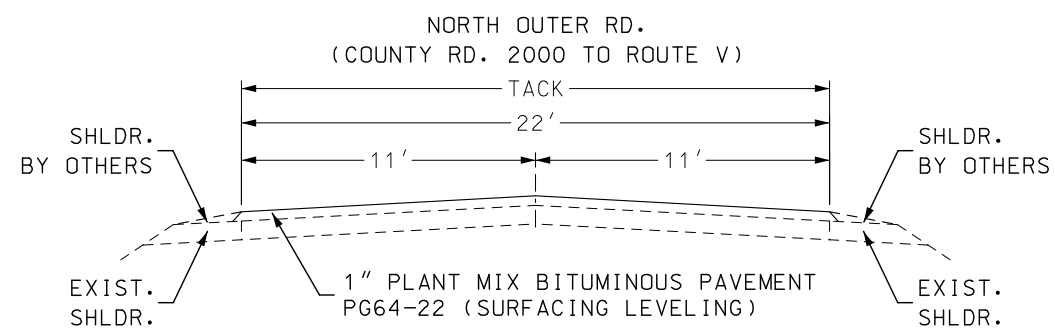 NORTH OUTER RD.
(COUNTY RD. 2000 TO ROUTE V)
TACK
22'
11'
11'
SHLDR.
BY OTHERS
SHLDR.
BY OTHERS
EXIST.
SHLDR.
1" PLANT MIX BITUMINOUS PAVEMENT
PG64-22 (SURFACING LEVELING)
EXIST.
SHLDR.